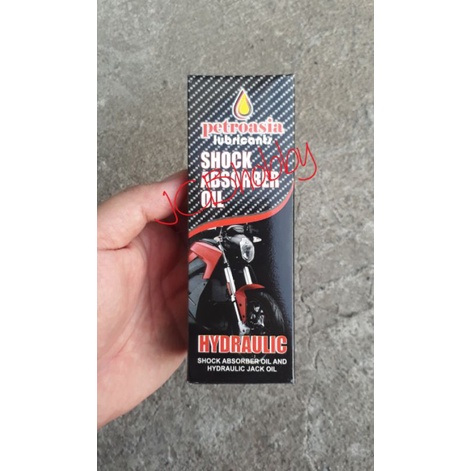 petroasia
lubricants
SHOCK
ABSORBER
OIL
HYDRAULIC
SHOCK ABSORBER OIL AND
HYDRAULIC JACK OIL